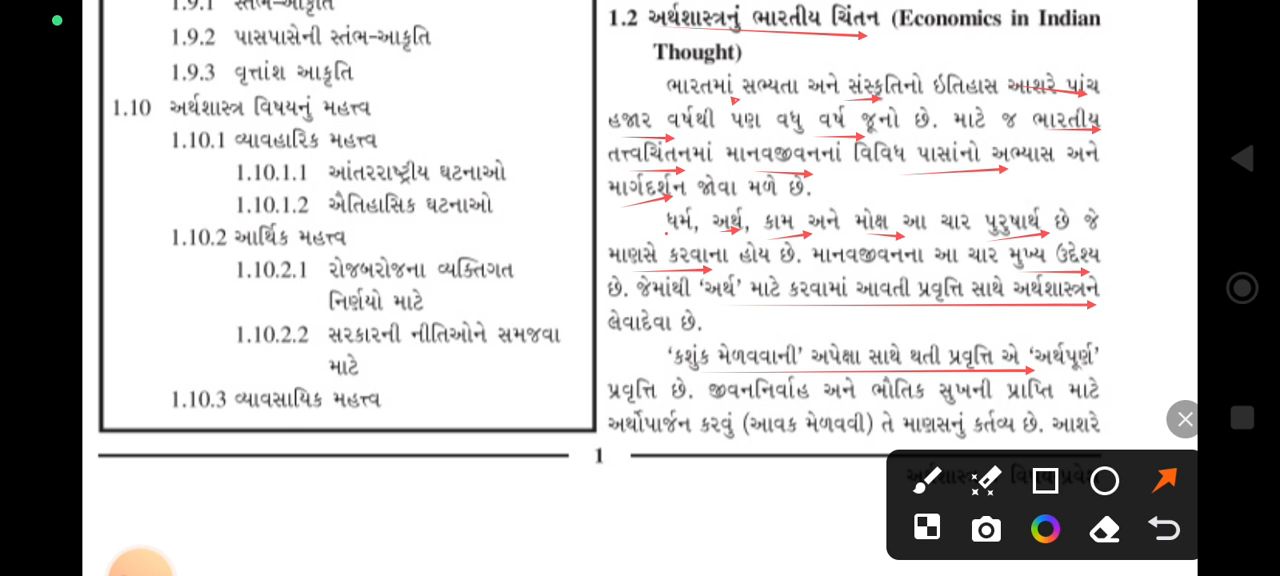 1.9.1 સ્તંભ-આકૃતિ
1.9.2 પાસપાસેની સ્તંભ-આકૃતિ
1.9.3 વૃત્તાંશ આકૃતિ
1.10 અર્થશાસ્ત્ર વિષયનું મહત્ત્વ
1.10.1 વ્યાવહારિક મહત્ત્વ
1.10.1.1 આંતરરાષ્ટ્રીય ઘટનાઓ
1.10.1.2 ઐતિહાસિક ઘટનાઓ
1.10.2 આર્થિક મહત્ત્વ
1.10.2.1 રોજબરોજના વ્યક્તિગત
નિર્ણયો માટે
1.10.2.2 સરકારની નીતિઓને સમજવા
માટે
1.10.3 વ્યાવસાયિક મહત્ત્વ
1.2 અર્થશાસ્ત્રનું ભારતીય ચિંતન (Economics in Indian
Thought)
ભારતમાં સભ્યતા અને સંસ્કૃતિનો ઇતિહાસ આશરે પાંચ
હજાર વર્ષથી પણ વધુ વર્ષ જૂનો છે. માટે જ ભારતીય
તત્ત્વચિંતનમાં માનવજીવનનાં વિવિધ પાસાંનો અભ્યાસ અને
માર્ગદર્શન જોવા મળે છે.
ધર્મ, અર્થ, કામ અને મોક્ષ આ ચાર પુરુષાર્થ છે જે
માણસે કરવાના હોય છે. માનવજીવનના આ ચાર મુખ્ય ઉદ્દેશ્ય
છે. જેમાંથી ‘અર્થ’ માટે કરવામાં આવતી પ્રવૃત્તિ સાથે અર્થશાસ્ત્રને
લેવાદેવા છે.
‘કશુંક મેળવવાની’ અપેક્ષા સાથે થતી પ્રવૃત્તિ એ ‘અર્થપૂર્ણ’
પ્રવૃત્તિ છે. જીવનનિર્વાહ અને ભૌતિક સુખની પ્રાપ્તિ માટે
અર્થોપાર્જન કરવું (આવક મેળવવી) તે માણસનું કર્તવ્ય છે. આશરે
1